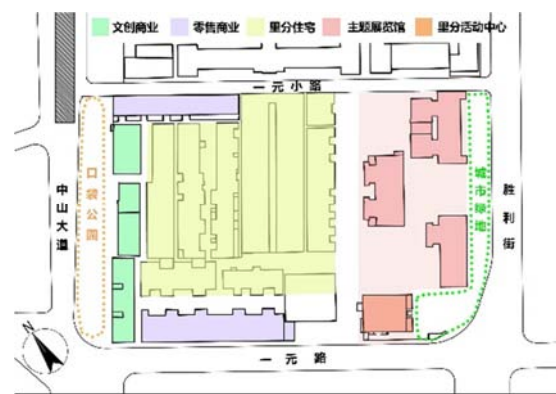 文创商业 零售商业 里分住宅 主题展览馆 里分活动中心
一元小路
口袋公园
城市绿地
中山大道
胜利街
N
一元路